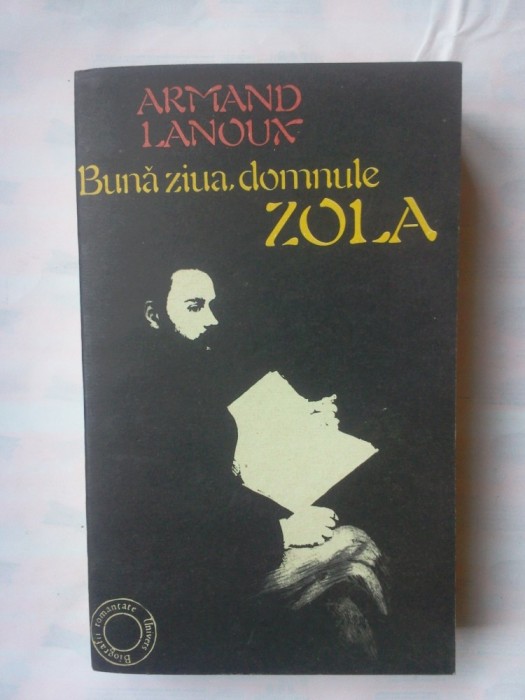 ARMAND
LANOUX
Bună ziua, domnule
ZOLA
Biografii romanțate
Univers